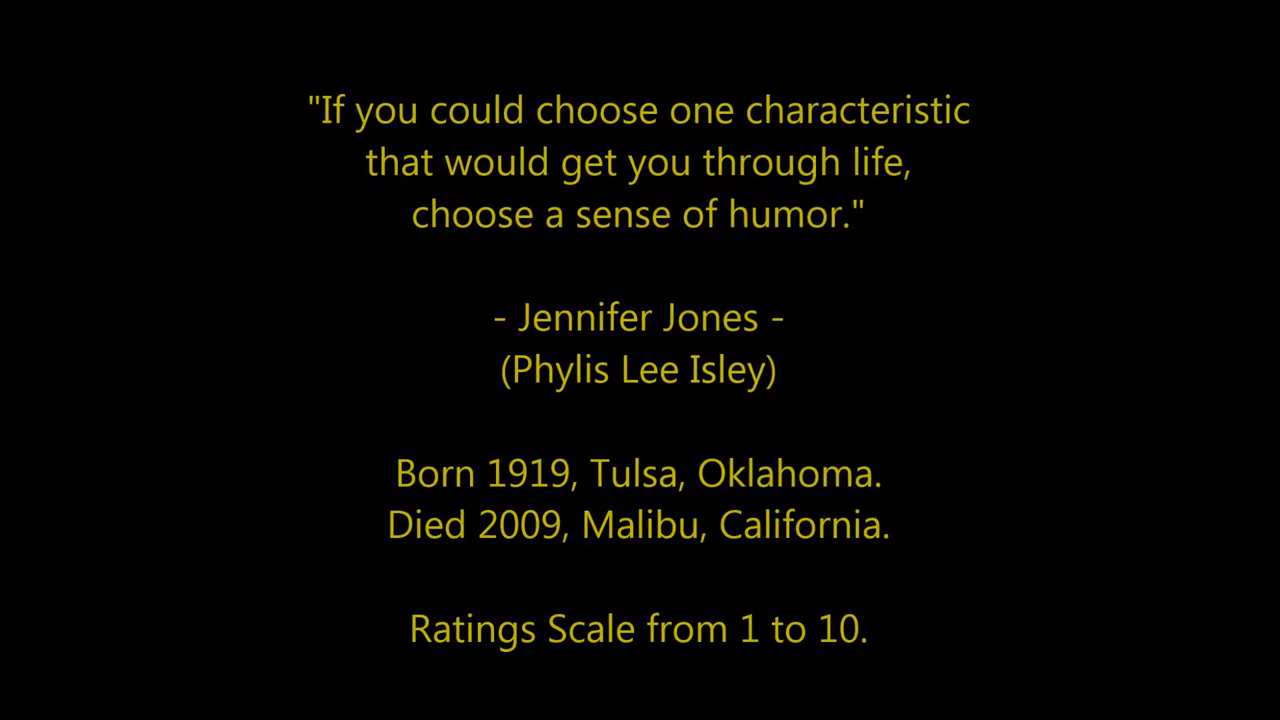 "If you could choose one characteristic
that would get you through life,
choose a sense of humor."
- Jennifer Jones -
(Phylis Lee Isley)
Born 1919, Tulsa, Oklahoma.
Died 2009, Malibu, California.
Ratings Scale from 1 to 10.